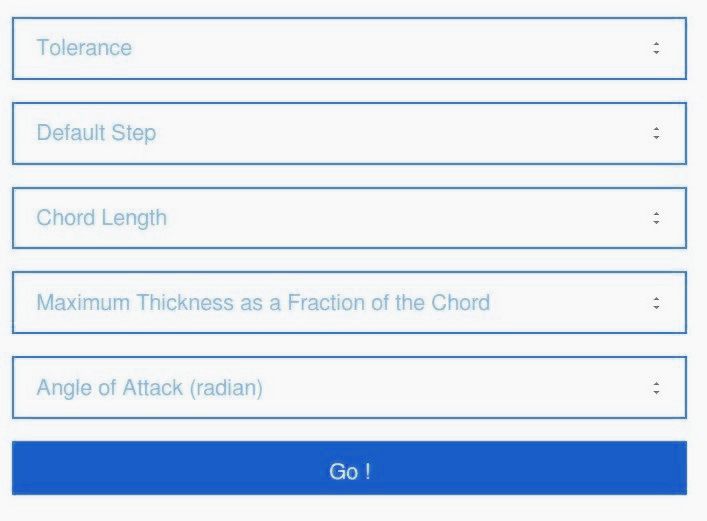 Tolerance
Default Step
Chord Length
Maximum Thickness as a Fraction of the Chord
Angle of Attack (radian)
Go !